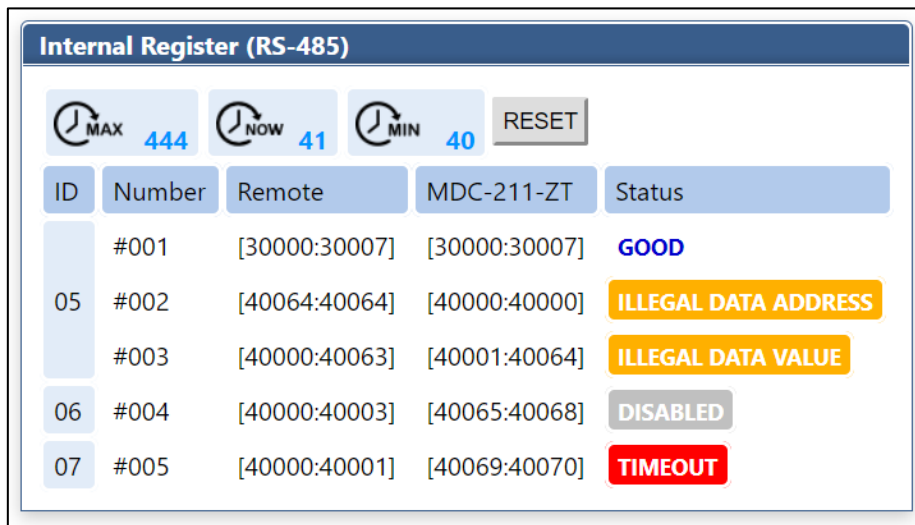 Internal Register (RS-485)
MAX 444 NOW 41 MIN 40 RESET
ID Number Remote MDC-211-ZT Status
#001 [30000:30007] [30000:30007] GOOD
05 #002 [40064:40064] [40000:40000] ILLEGAL DATA ADDRESS
#003 [40000:40063] [40001:40064] ILLEGAL DATA VALUE
06 #004 [40000:40003] [40065:40068] DISABLED
07 #005 [40000:40001] [40069:40070] TIMEOUT